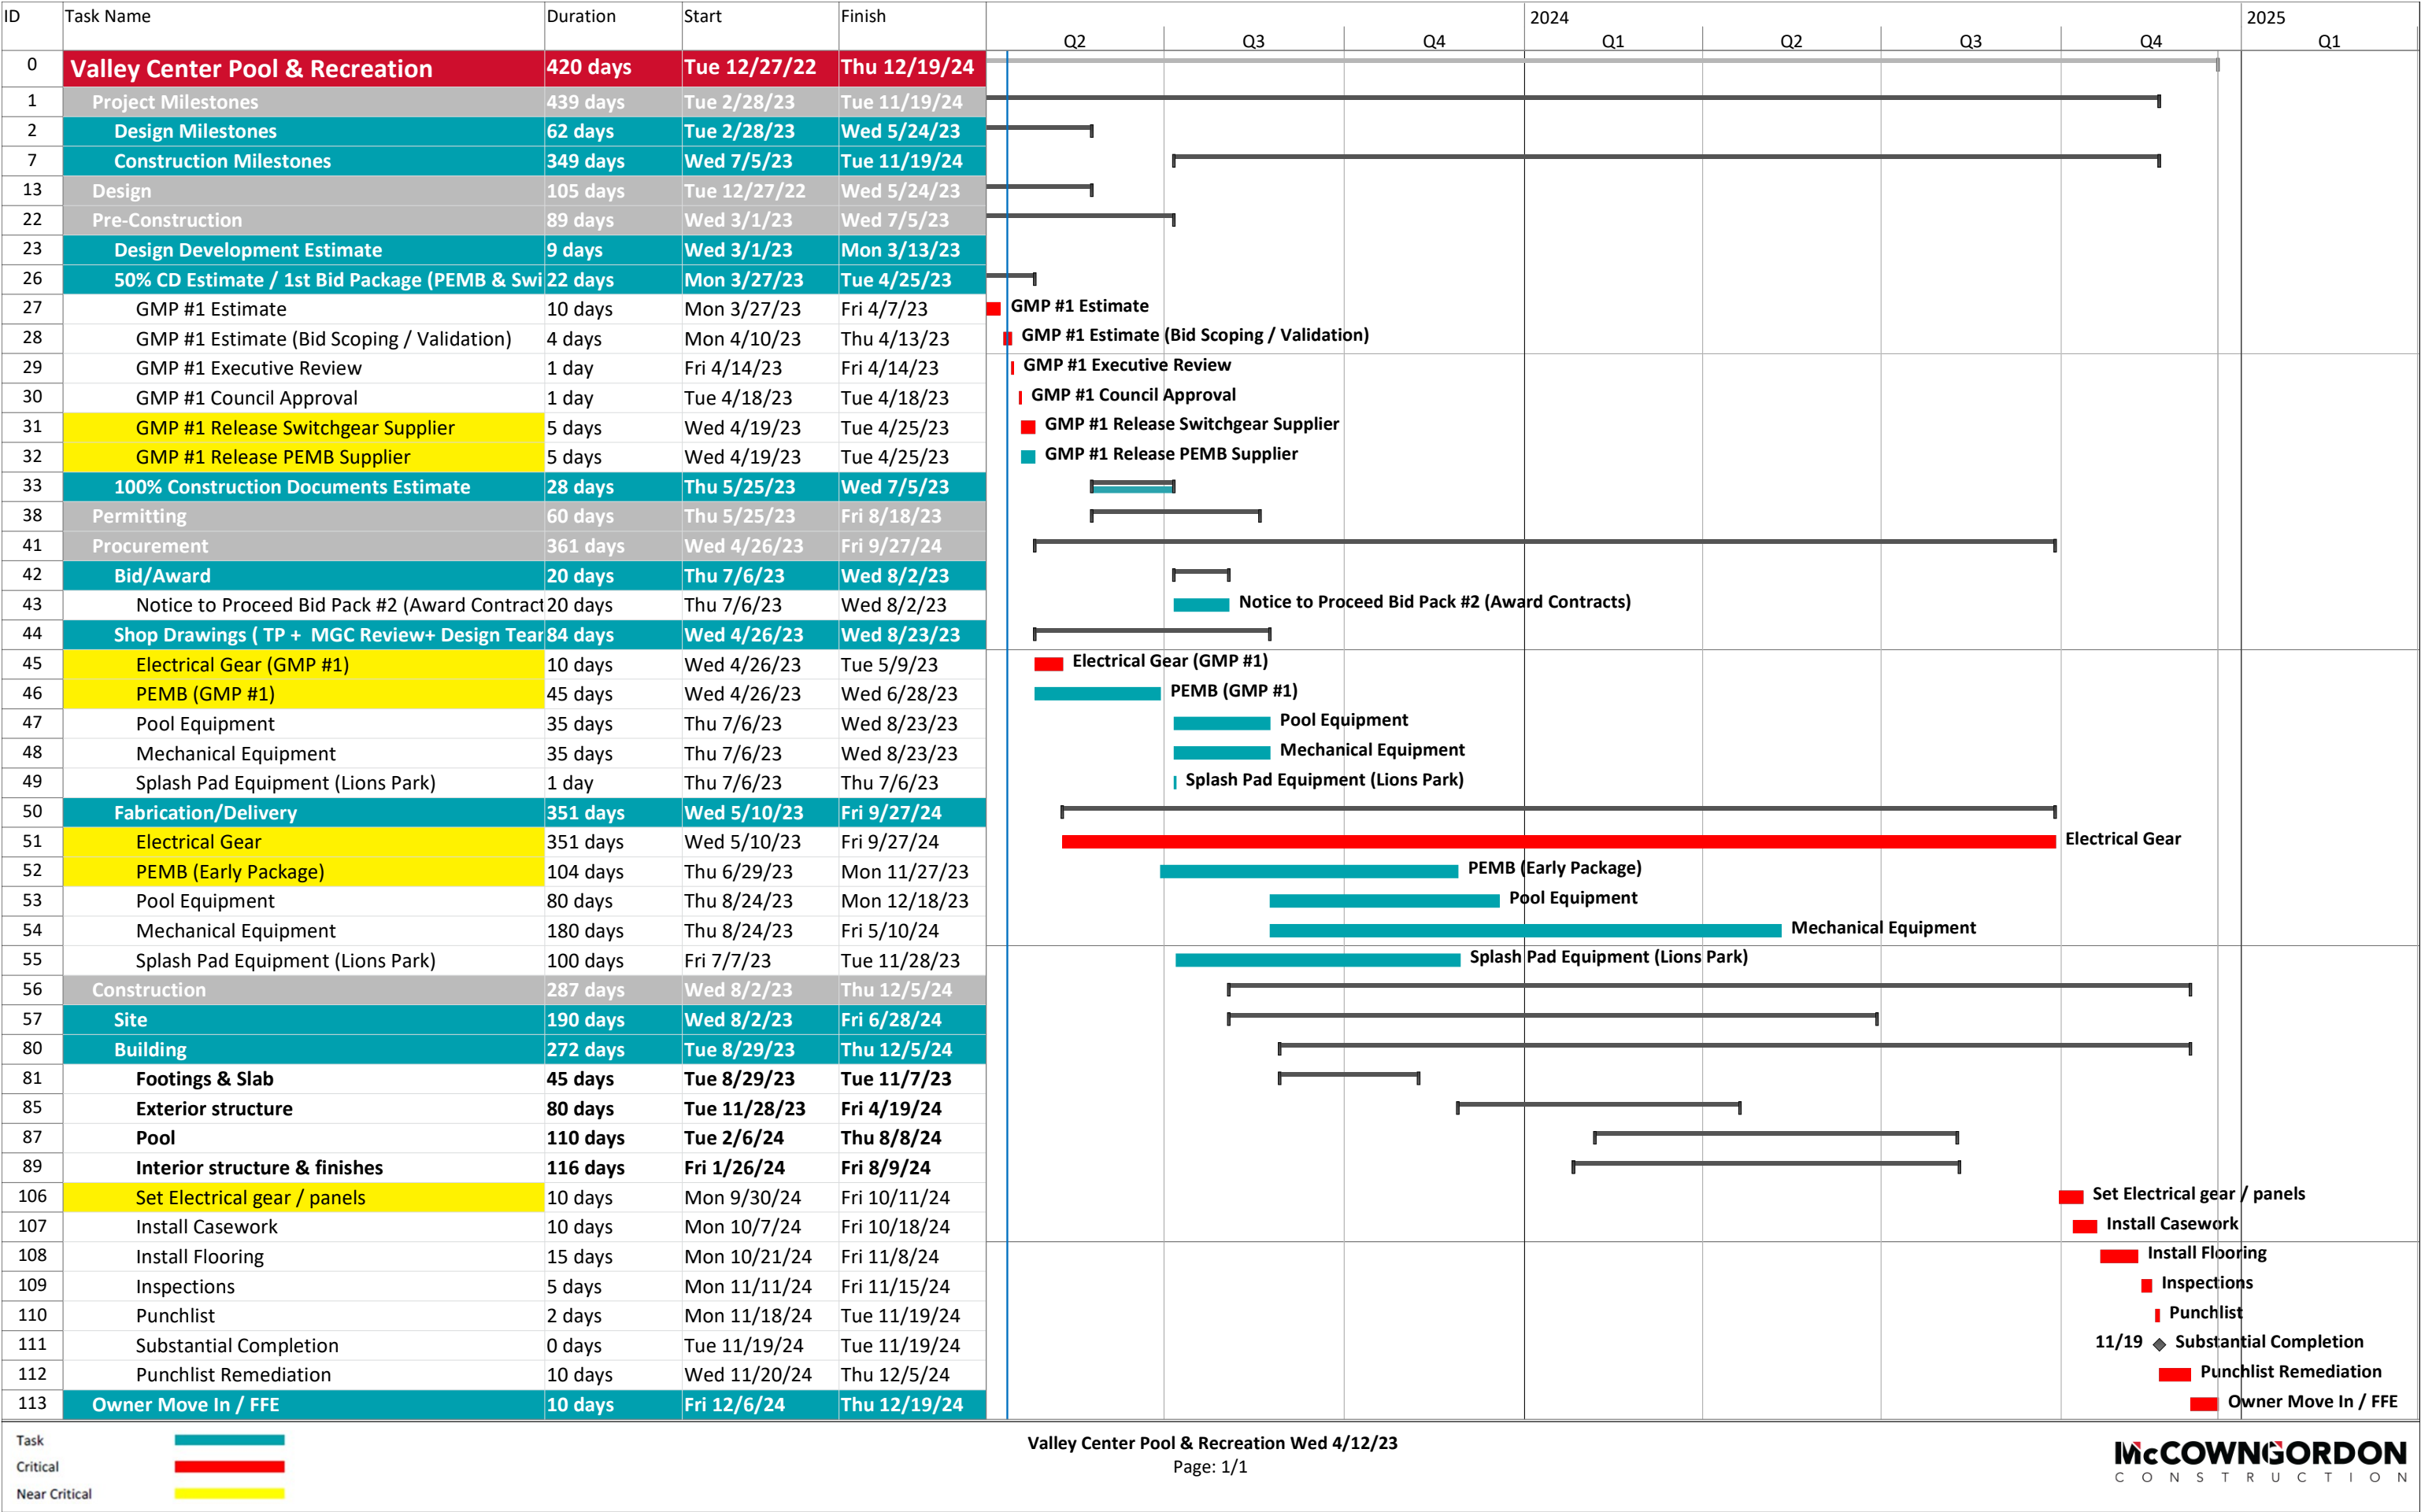 ID Task Name Duration Start Finish 2024 2025
Q2 Q3 Q4 Q1 Q2 Q3 Q4 Q1
0 Valley Center Pool & Recreation 420 days Tue 12/27/22 Thu 12/19/24
1 Project Milestones 439 days Tue 2/28/23 Tue 11/19/24
2 Design Milestones 62 days Tue 2/28/23 Wed 5/24/23
7 Construction Milestones 349 days Wed 7/5/23 Tue 11/19/24
13 Design 105 days Tue 12/27/22 Wed 5/24/23
22 Pre-Construction 89 days Wed 3/1/23 Wed 7/5/23
23 Design Development Estimate 9 days Wed 3/1/23 Mon 3/13/23
26 50% CD Estimate / 1st Bid Package (PEMB & Swi 22 days Mon 3/27/23 Tue 4/25/23
27 GMP #1 Estimate 10 days Mon 3/27/23 Fri 4/7/23 GMP #1 Estimate
28 GMP #1 Estimate (Bid Scoping / Validation) 4 days Mon 4/10/23 Thu 4/13/23 GMP #1 Estimate (Bid Scoping / Validation)
29 GMP #1 Executive Review 1 day Fri 4/14/23 Fri 4/14/23 GMP #1 Executive Review
30 GMP #1 Council Approval 1 day Tue 4/18/23 Tue 4/18/23 GMP #1 Council Approval
31 GMP #1 Release Switchgear Supplier 5 days Wed 4/19/23 Tue 4/25/23 GMP #1 Release Switchgear Supplier
32 GMP #1 Release PEMB Supplier 5 days Wed 4/19/23 Tue 4/25/23 GMP #1 Release PEMB Supplier
33 100% Construction Documents Estimate 28 days Thu 5/25/23 Wed 7/5/23
38 Permitting 60 days Thu 5/25/23 Fri 8/18/23
41 Procurement 361 days Wed 4/26/23 Fri 9/27/24
42 Bid/Award 20 days Thu 7/6/23 Wed 8/2/23
43 Notice to Proceed Bid Pack #2 (Award Contract 20 days Thu 7/6/23 Wed 8/2/23 Notice to Proceed Bid Pack #2 (Award Contracts)
44 Shop Drawings ( TP + MGC Review+ Design Tear 84 days Wed 4/26/23 Wed 8/23/23
45 Electrical Gear (GMP #1) 10 days Wed 4/26/23 Tue 5/9/23 Electrical Gear (GMP #1)
46 PEMB (GMP #1) 45 days Wed 4/26/23 Wed 6/28/23 PEMB (GMP #1)
47 Pool Equipment 35 days Thu 7/6/23 Wed 8/23/23 Pool Equipment
48 Mechanical Equipment 35 days Thu 7/6/23 Wed 8/23/23 Mechanical Equipment
49 Splash Pad Equipment (Lions Park) 1 day Thu 7/6/23 Thu 7/6/23 Splash Pad Equipment (Lions Park)
50 Fabrication/Delivery 351 days Wed 5/10/23 Fri 9/27/24
51 Electrical Gear 351 days Wed 5/10/23 Fri 9/27/24 Electrical Gear
52 PEMB (Early Package) 104 days Thu 6/29/23 Mon 11/27/23 PEMB (Early Package)
53 Pool Equipment 80 days Thu 8/24/23 Mon 12/18/23 Pool Equipment
54 Mechanical Equipment 180 days Thu 8/24/23 Fri 5/10/24 Mechanical Equipment
55 Splash Pad Equipment (Lions Park) 100 days Fri 7/7/23 Tue 11/28/23 Splash Pad Equipment (Lions Park)
56 Construction 287 days Wed 8/2/23 Thu 12/5/24
57 Site 190 days Wed 8/2/23 Fri 6/28/24
80 Building 272 days Tue 8/29/23 Thu 12/5/24
81 Footings & Slab 45 days Tue 8/29/23 Tue 11/7/23
85 Exterior structure 80 days Tue 11/28/23 Fri 4/19/24
87 Pool 110 days Tue 2/6/24 Thu 8/8/24
89 Interior structure & finishes 116 days Fri 1/26/24 Fri 8/9/24
106 Set Electrical gear / panels 10 days Mon 9/30/24 Fri 10/11/24 Set Electrical gear / panels
107 Install Casework 10 days Mon 10/7/24 Fri 10/18/24 Install Casework
108 Install Flooring 15 days Mon 10/21/24 Fri 11/8/24 Install Flooring
109 Inspections 5 days Mon 11/11/24 Fri 11/15/24 Inspections
110 Punchlist 2 days Mon 11/18/24 Tue 11/19/24 Punchlist
111 Substantial Completion 0 days Tue 11/19/24 Tue 11/19/24 11/19 Substantial Completion
112 Punchlist Remediation 10 days Wed 11/20/24 Thu 12/5/24 Punchlist Remediation
113 Owner Move In / FFE 10 days Fri 12/6/24 Thu 12/19/24 Owner Move In / FFE
Task
Critical
Near Critical
Valley Center Pool & Recreation Wed 4/12/23
Page: 1/1
McCOWNGORDON
CONSTRUCTION